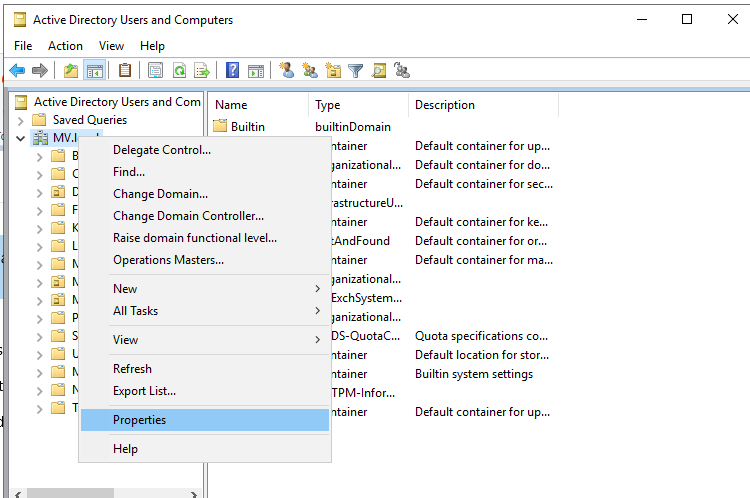 Active Directory Users and Computers
File Action View Help
Active Directory Users and Com
Saved Queries
Name Type Description
Builtin builtinDomain
ontainer Default container for up...
ganizational... Default container for do...
ontainer Default container for sec...
frastructureU...
ontainer Default container for ke...
tAndFound Default container for or...
ontainer Default container for ma...
ganizational...
ExchSystem...
ganizational...
DS-QuotaC... Quota specifications co...
ontainer Default location for stor...
ontainer Builtin system settings
TPM-Infor...
ontainer Default container for up...
B
C
D
F
K
L
M
M
M
P
S
U
M
N
T
Delegate Control...
Find...
Change Domain...
Change Domain Controller...
Raise domain functional level...
Operations Masters...
New
All Tasks
View
Refresh
Export List...
Properties
Help